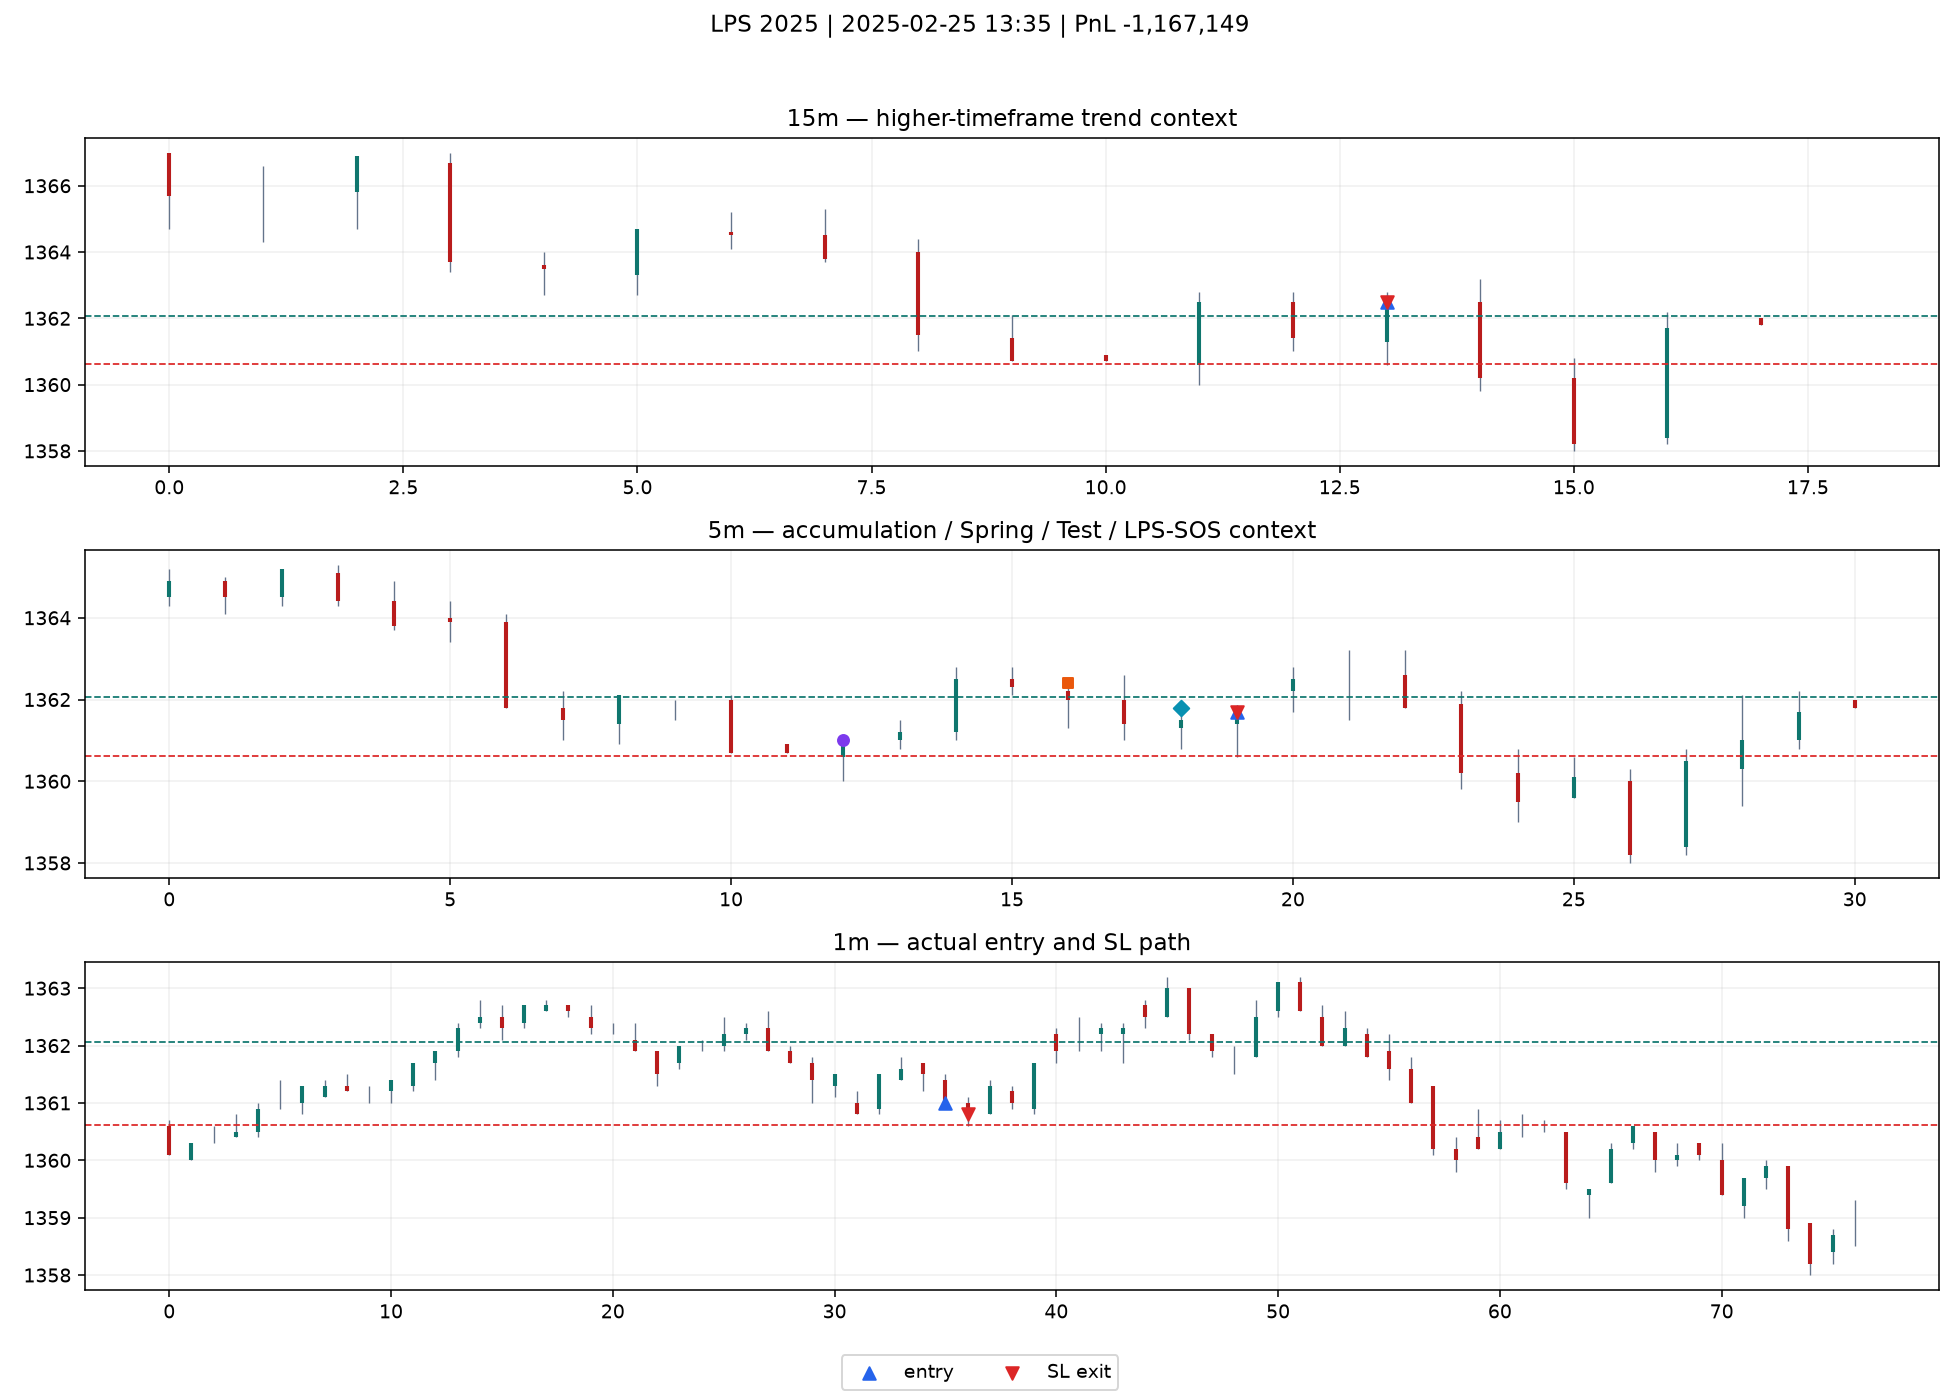 LPS 2025 | 2025-02-25 13:35 | PnL -1,167,149
15m — higher-timeframe trend context
1366
1364
1362
1360
1358
0.0 2.5 5.0 7.5 10.0 12.5 15.0 17.5
5m — accumulation / Spring / Test / LPS-SOS context
1364
1362
1360
1358
0 5 10 15 20 25 30
1m — actual entry and SL path
1363
1362
1361
1360
1359
1358
0 10 20 30 40 50 60 70
entry SL exit